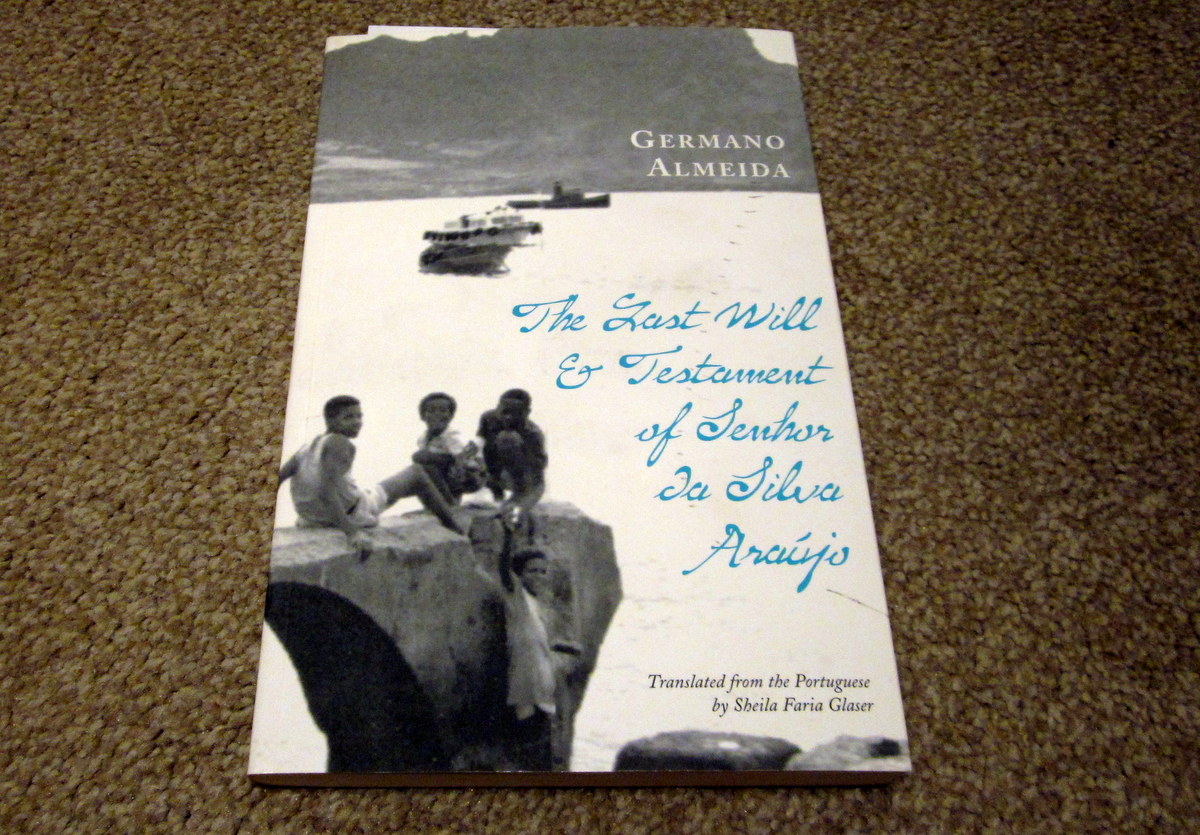 GERMANO
ALMEIDA
The Last Will
& Testament
of Senhor
da Silva
Araújo
Translated from the Portuguese
by Sheila Faria Glaser